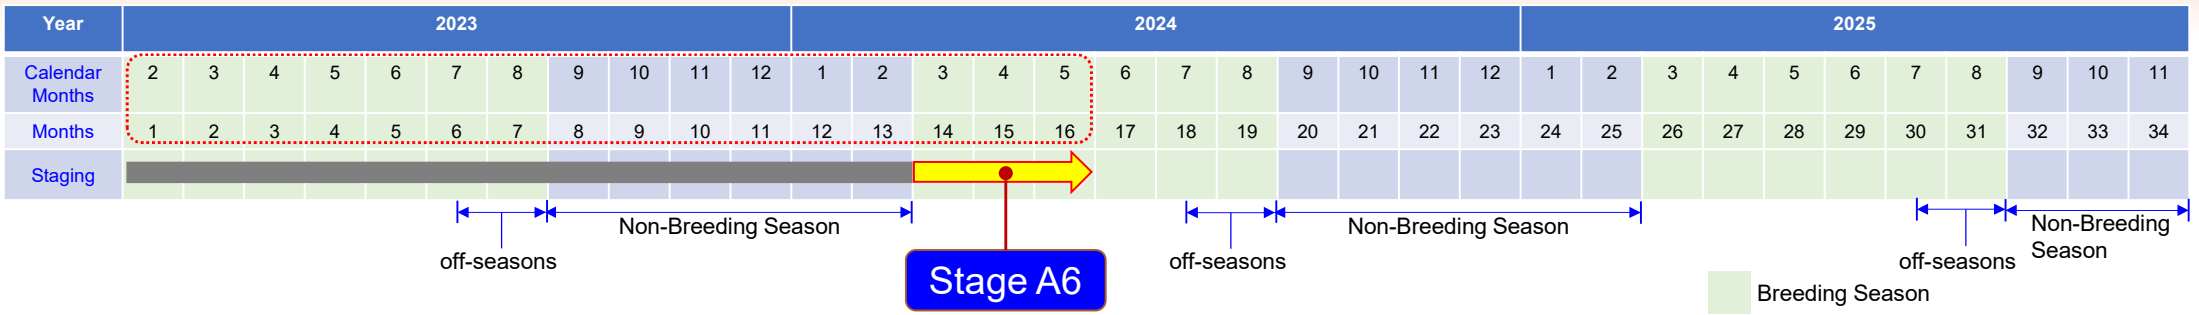 Year 2023 2024 2025
Calendar Months 2 3 4 5 6 7 8 9 10 11 12 1 2 3 4 5 6 7 8 9 10 11 12 1 2 3 4 5 6 7 8 9 10 11
Months 1 2 3 4 5 6 7 8 9 10 11 12 13 14 15 16 17 18 19 20 21 22 23 24 25 26 27 28 29 30 31 32 33 34
Staging
Non-Breeding Season Non-Breeding Season Non-Breeding
Season
off-seasons off-seasons off-seasons
Stage A6
Breeding Season